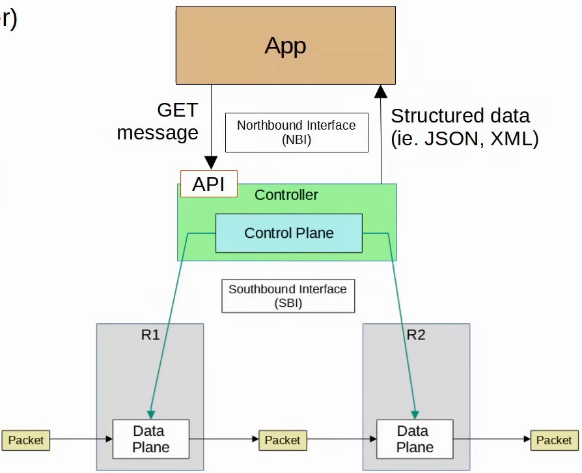 r)
App
GET
message
Northbound Interface
(NBI)
Structured data
(ie. JSON, XML)
API
Controller
Control Plane
Southbound Interface
(SBI)
R1
R2
Packet
Data
Plane
Packet
Data
Plane
Packet